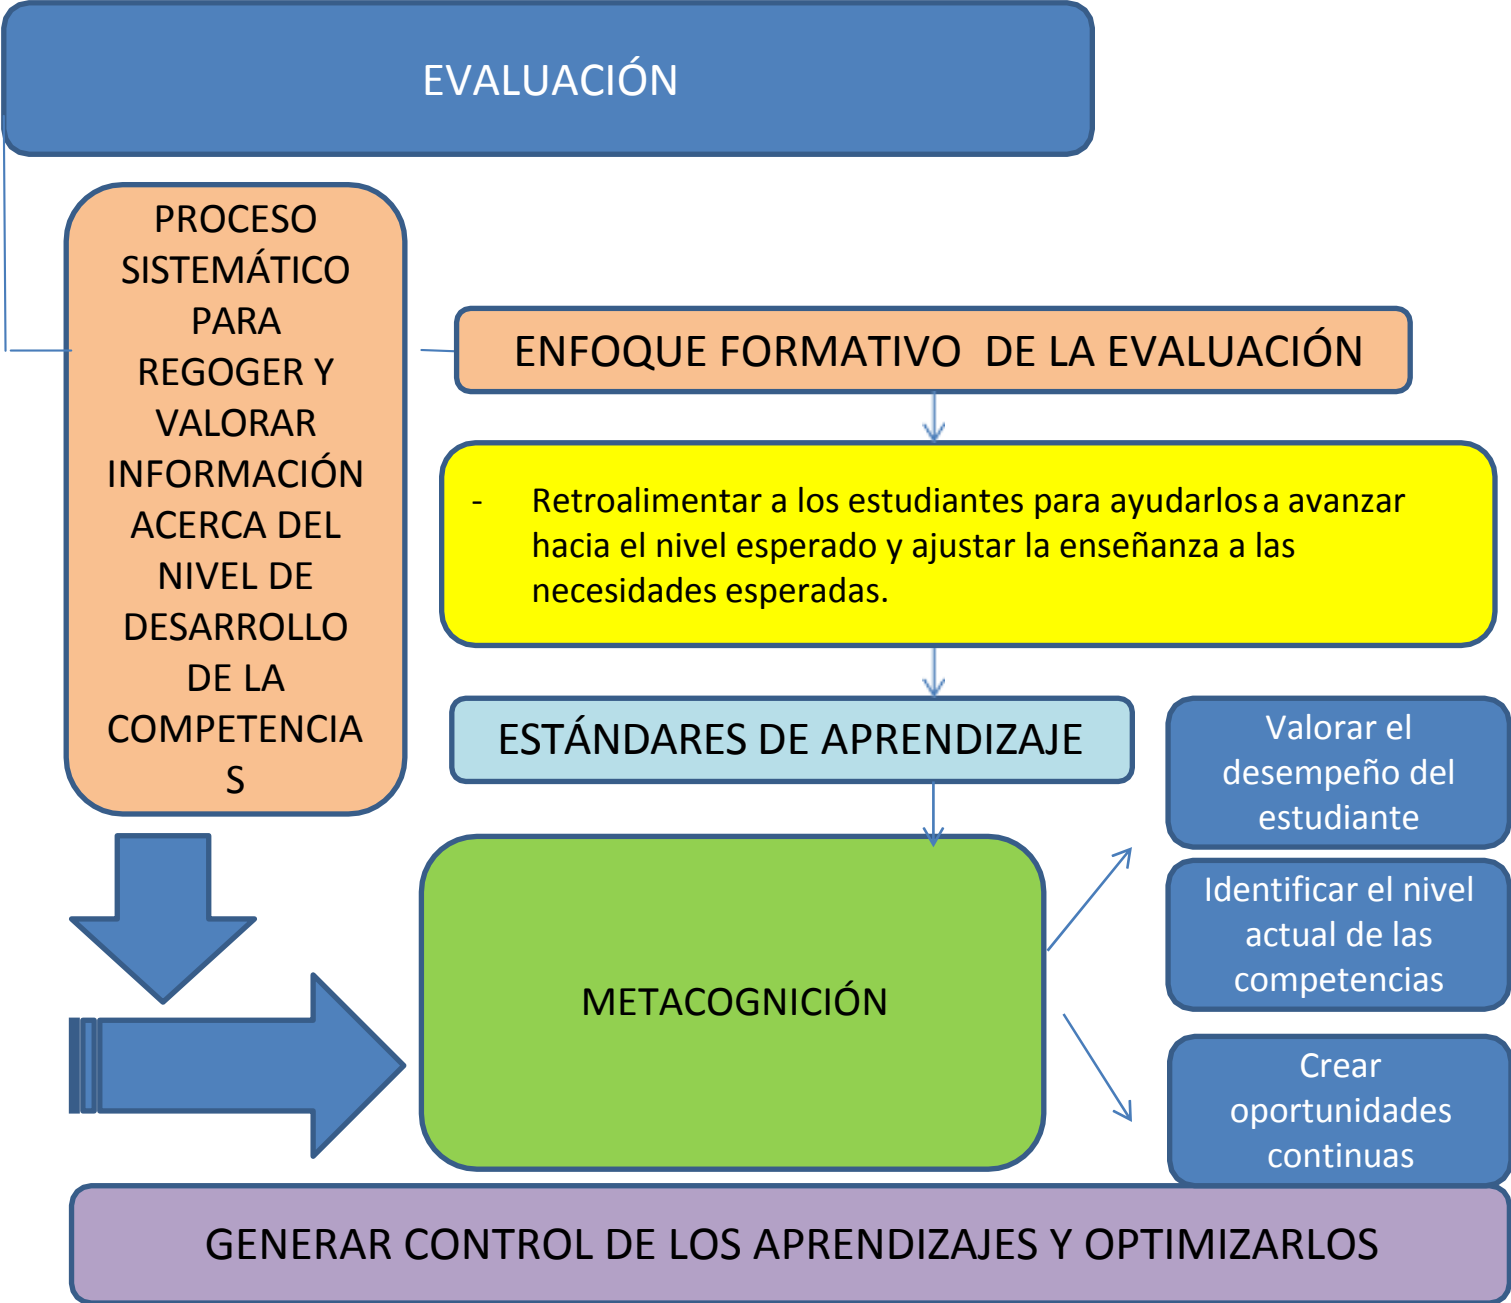 EVALUACIÓN
PROCESO
SISTEMÁTICO
PARA
REGOGER Y
VALORAR
INFORMACIÓN
ACERCA DEL
NIVEL DE
DESARROLLO
DE LA
COMPETENCIA
S
ENFOQUE FORMATIVO DE LA EVALUACIÓN
- Retroalimentar a los estudiantes para ayudarlos a avanzar
hacia el nivel esperado y ajustar la enseñanza a las
necesidades esperadas.
ESTÁNDARES DE APRENDIZAJE
METACOGNICIÓN
Valorar el
desempeño del
estudiante
Identificar el nivel
actual de las
competencias
Crear
oportunidades
continuas
GENERAR CONTROL DE LOS APRENDIZAJES Y OPTIMIZARLOS